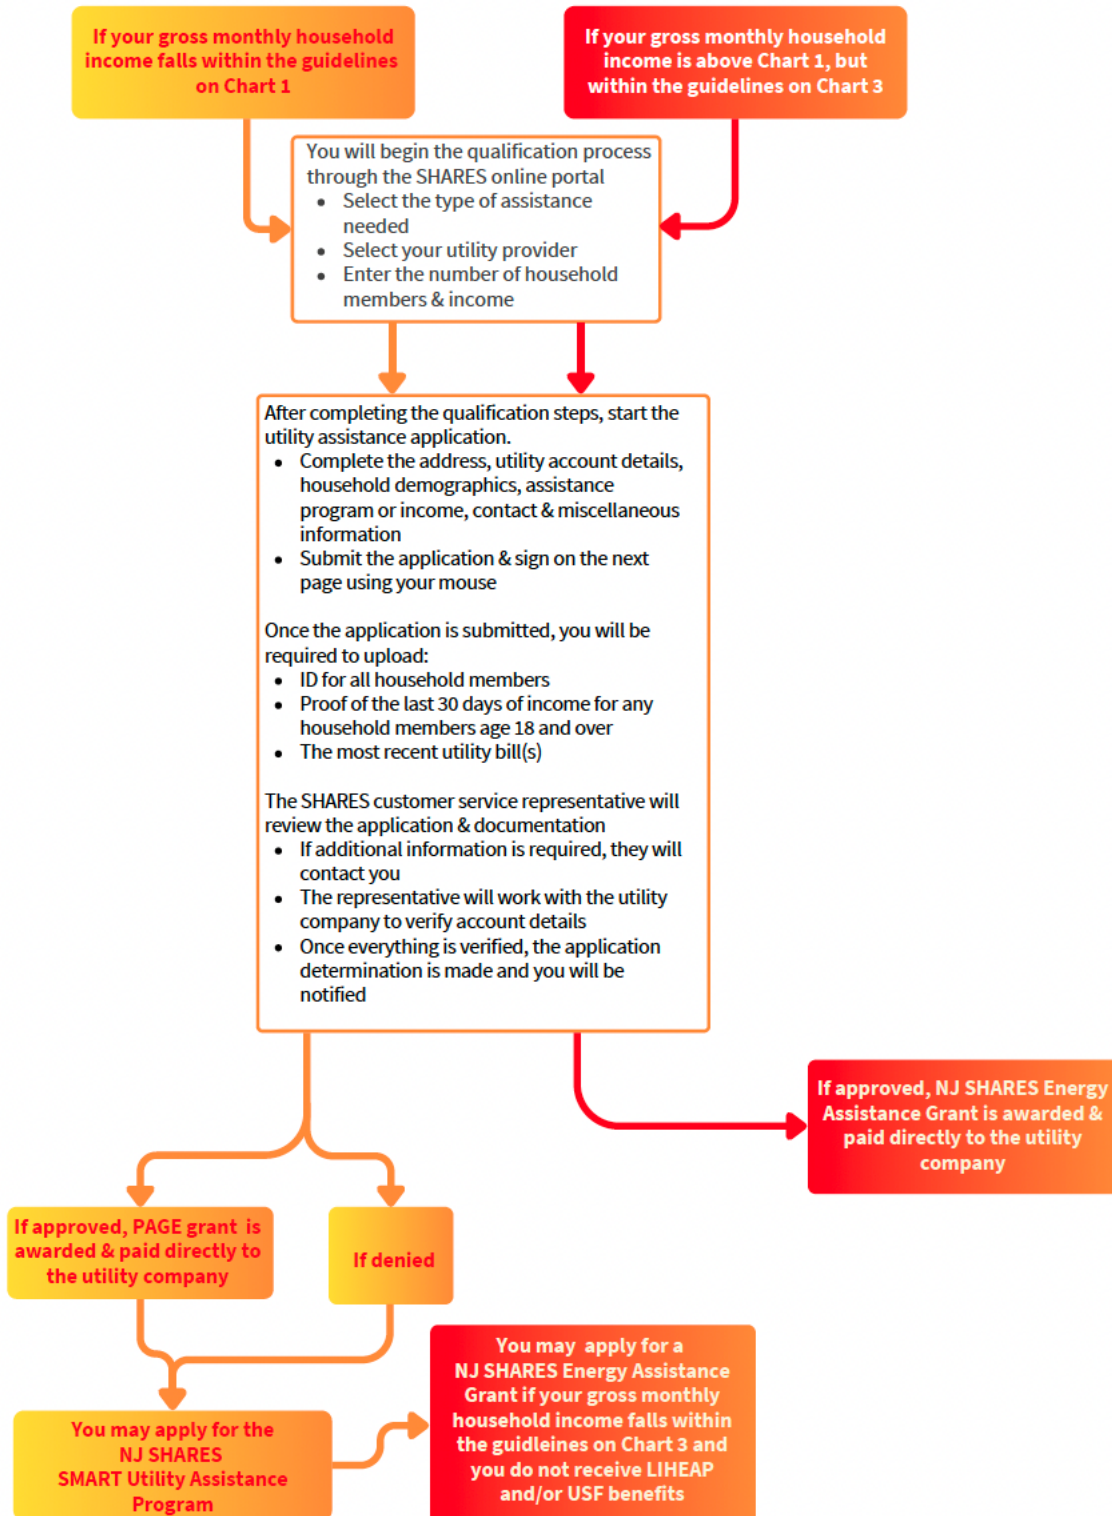 If your gross monthly household
income falls within the guidelines
on Chart 1
If your gross monthly household
income is above Chart 1, but
within the guidelines on Chart 3
You will begin the qualification process
through the SHARES online portal
• Select the type of assistance
needed
• Select your utility provider
• Enter the number of household
members & income
After completing the qualification steps, start the
utility assistance application.
• Complete the address, utility account details,
household demographics, assistance
program or income, contact & miscellaneous
information
• Submit the application & sign on the next
page using your mouse
Once the application is submitted, you will be
required to upload:
• ID for all household members
• Proof of the last 30 days of income for any
household members age 18 and over
• The most recent utility bill(s)
The SHARES customer service representative will
review the application & documentation
• If additional information is required, they will
contact you
• The representative will work with the utility
company to verify account details
• Once everything is verified, the application
determination is made and you will be
notified
If approved, NJ SHARES Energy
Assistance Grant is awarded &
paid directly to the utility
company
If approved, PAGE grant is
awarded & paid directly to
the utility company
If denied
You may apply for the
NJ SHARES
SMART Utility Assistance
Program
You may apply for a
NJ SHARES Energy Assistance
Grant if your gross monthly
household income falls within
the guidleines on Chart 3 and
you do not receive LIHEAP
and/or USF benefits